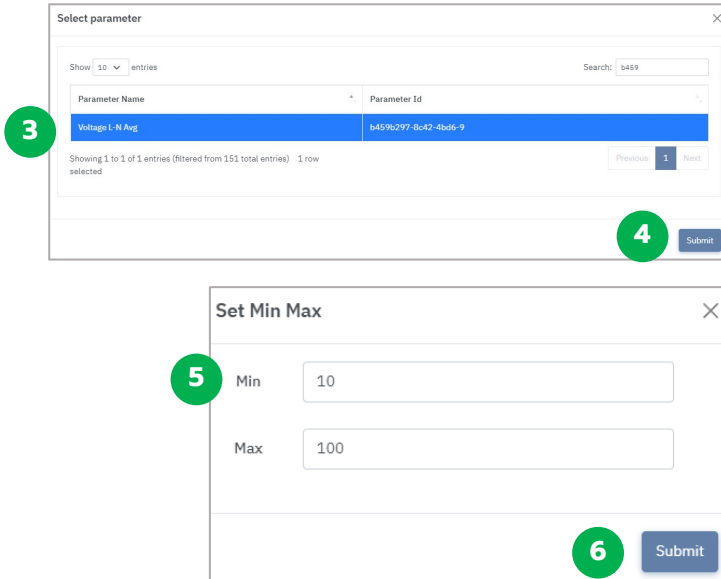 Select parameter
Show 10 entries
Search: b459
Parameter Name Parameter Id
3
Voltage L-N Avg b459b297-8c42-4bd6-9
Showing 1 to 1 of 1 entries (filtered from 151 total entries) 1 row
selected
Previous 1 Next
4
Submit
Set Min Max
5
Min 10
Max 100
6
Submit